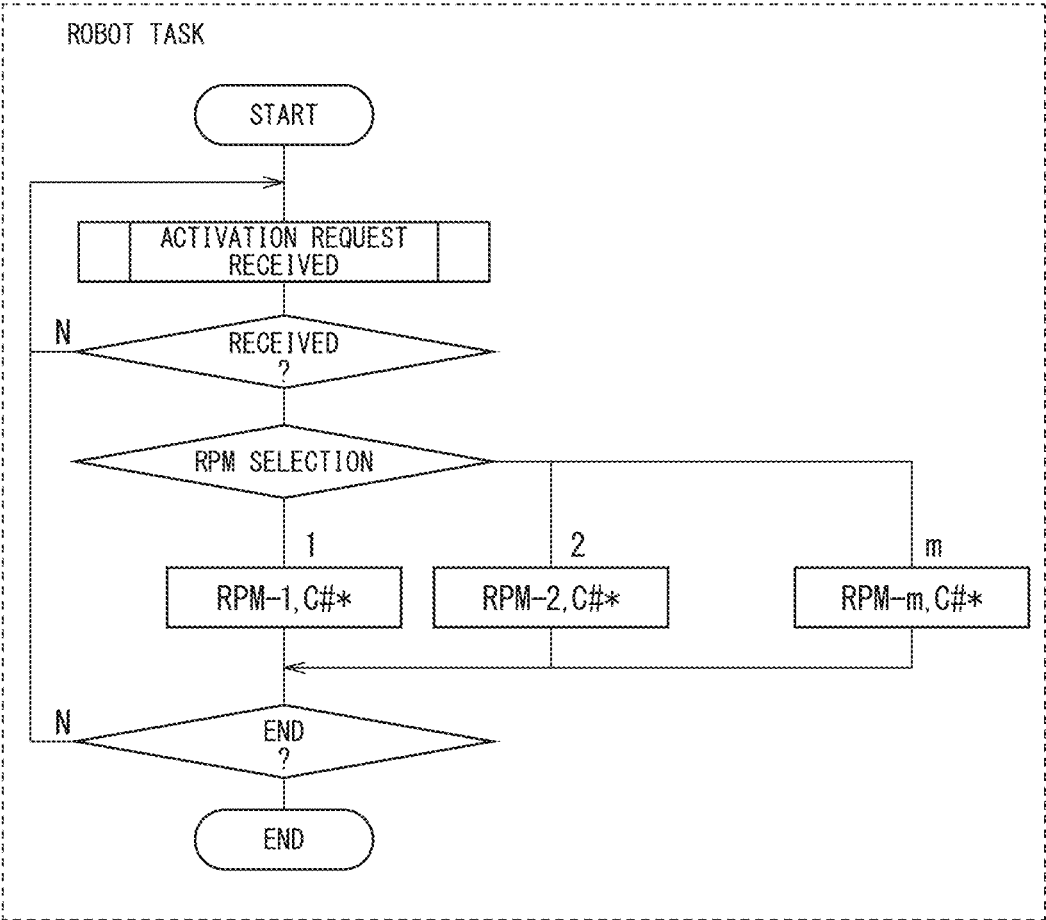 ROBOT TASK
START
ACTIVATION REQUEST
RECEIVED
N
RECEIVED
?
RPM SELECTION
1
2
m
RPM-1,C#*
RPM-2,C#*
RPM-m,C#*
N
END
?
END